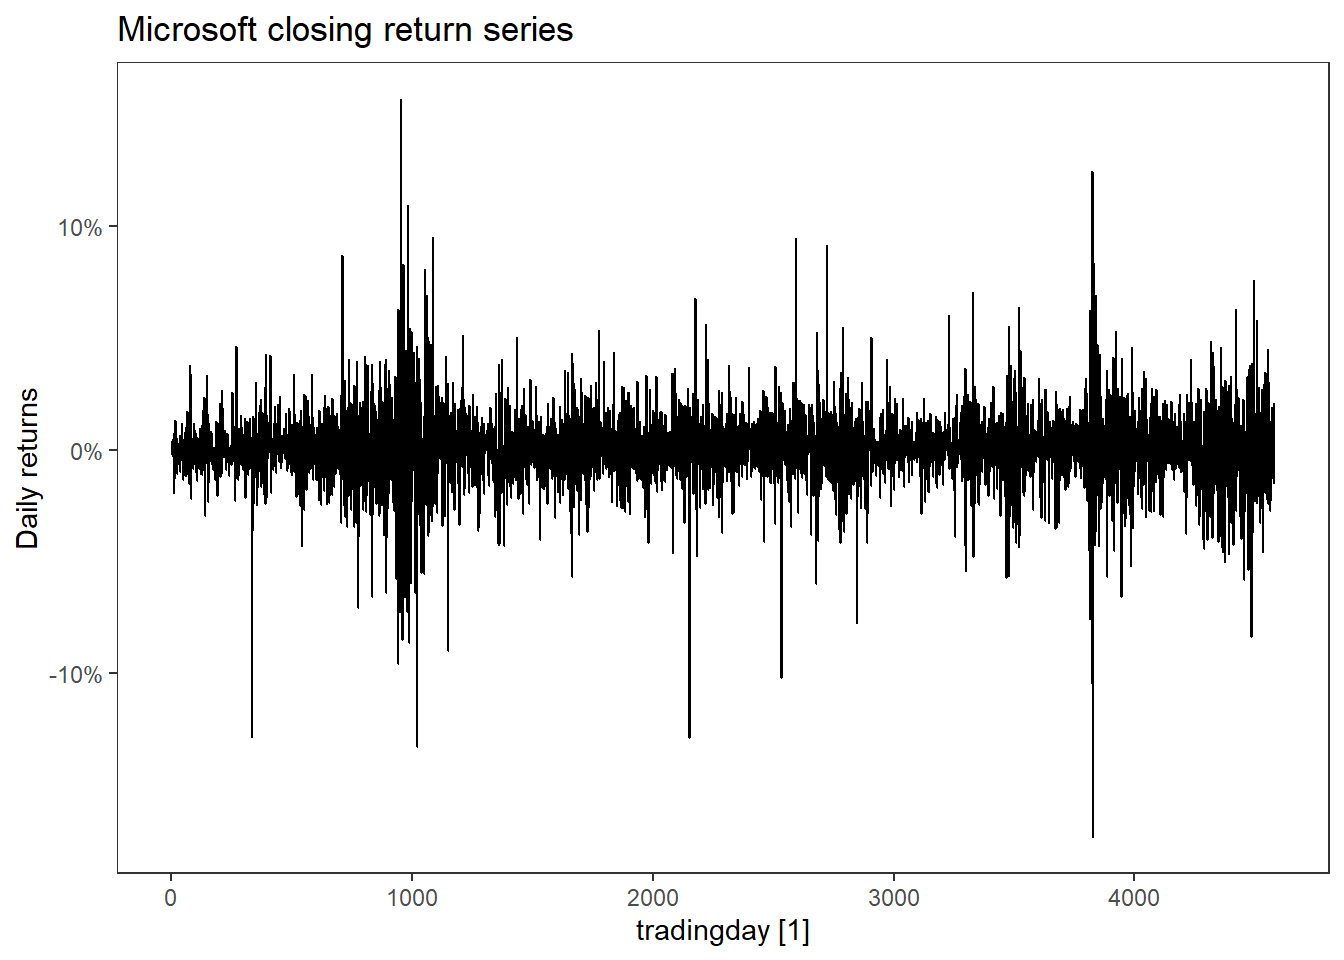 Microsoft closing return series
Daily returns
10%
0%
-10%
0 1000 2000 3000 4000
tradingday [1]